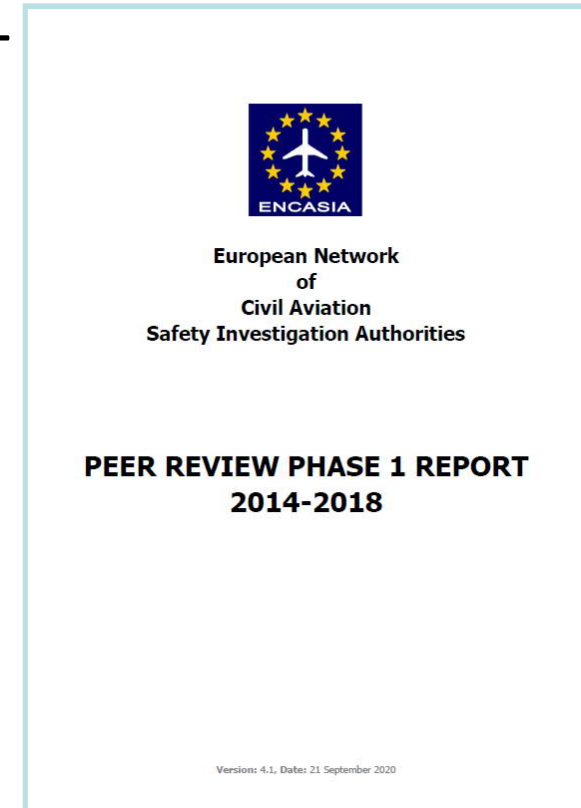 ENCASIA
European Network
of
Civil Aviation
Safety Investigation Authorities
PEER REVIEW PHASE 1 REPORT
2014-2018
Version: 4.1, Date: 21 September 2020